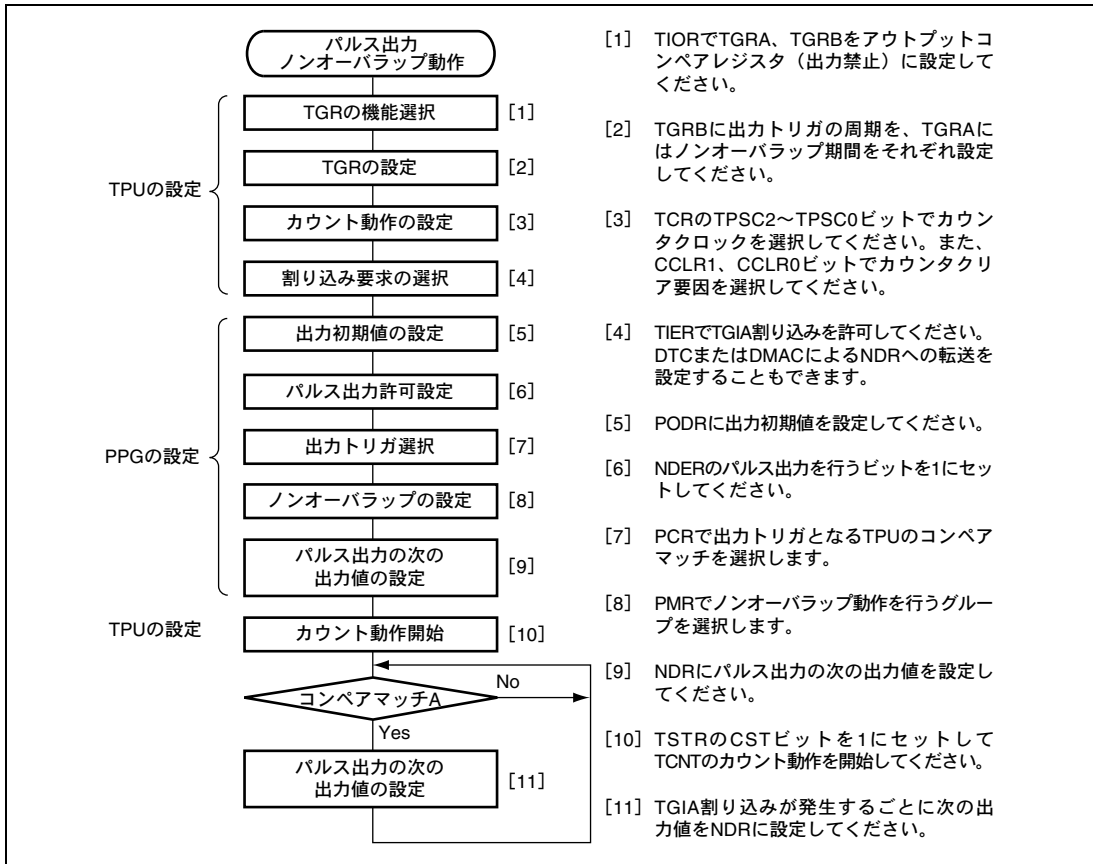 パルス出力
ノンオーバラップ動作
TPUの設定
TGRの機能選択 [1]
TGRの設定 [2]
カウント動作の設定 [3]
割り込み要求の選択 [4]
PPGの設定
出力初期値の設定 [5]
パルス出力許可設定 [6]
出力トリガ選択 [7]
ノンオーバラップの設定 [8]
パルス出力の次の
出力値の設定 [9]
TPUの設定
カウント動作開始 [10]
コンペアマッチA
No
Yes
パルス出力の次の
出力値の設定 [11]
[1] TIORでTGRA、TGRBをアウトプットコ
ンペアレジスタ（出力禁止）に設定して
ください。
[2] TGRBに出力トリガの周期を、TGRAに
はノンオーバラップ期間をそれぞれ設定
してください。
[3] TCRのTPSC2～TPSC0ビットでカウン
タクロックを選択してください。また、
CCLR1、CCLR0ビットでカウンタクリ
ア要因を選択してください。
[4] TIERでTGIA割り込みを許可してください。
DTCまたはDMACによるNDRへの転送を
設定することもできます。
[5] PODRに出力初期値を設定してください。
[6] NDERのパルス出力を行うビットを1にセッ
トしてください。
[7] PCRで出力トリガとなるTPUのコンペア
マッチを選択します。
[8] PMRでノンオーバラップ動作を行うグルー
プを選択します。
[9] NDRにパルス出力の次の出力値を設定し
てください。
[10] TSTRのCSTビットを1にセットして
TCNTのカウント動作を開始してください。
[11] TGIA割り込みが発生するごとに次の出
力値をNDRに設定してください。